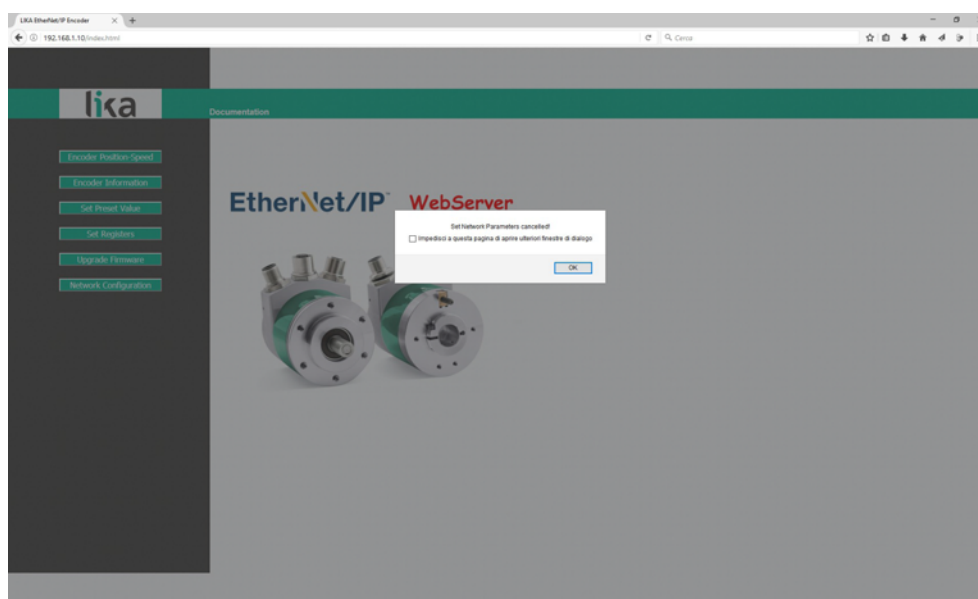 LIKA EtherNet/IP Encoder
192.168.1.10/index.html
Cerca
lika
Documentation
Encoder Position-Speed
Encoder Information
Set Preset Value
Set Registers
Upgrade Firmware
Network Configuration
EtherNet/IP™ WebServer
Set Network Parameters cancelled!
Impedisci a questa pagina di aprire ulteriori finestre di dialogo
OK